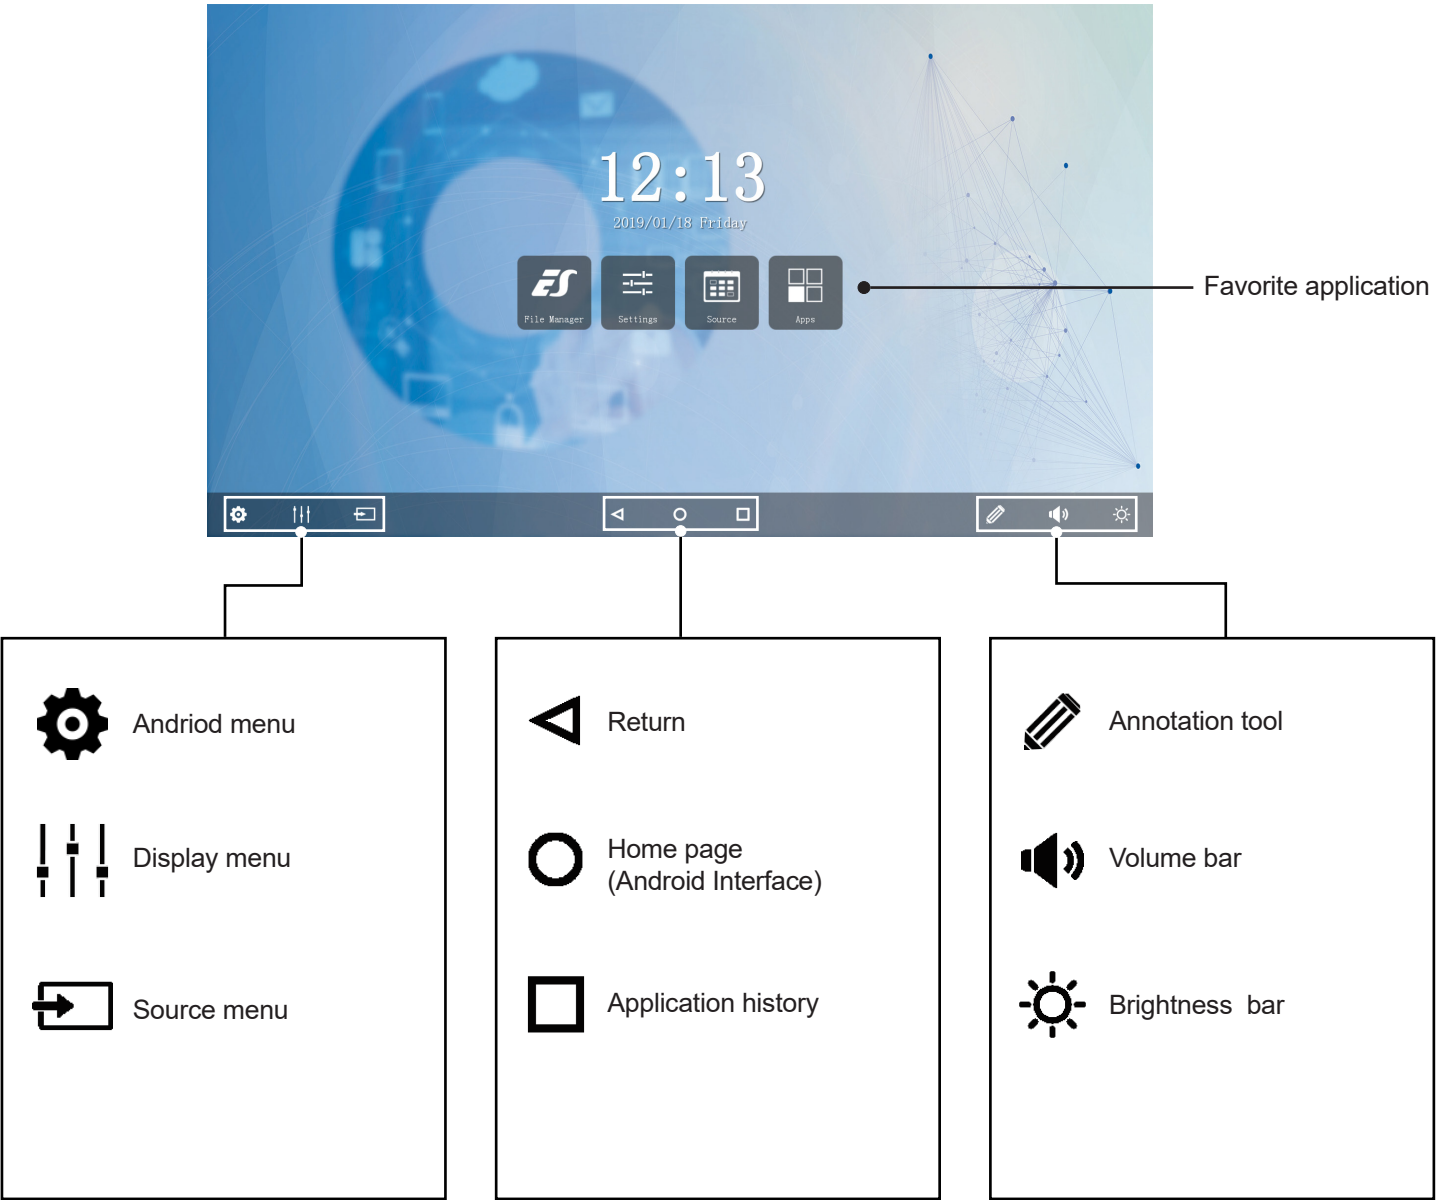 12:13
2019/01/18 Friday
ES
File Manager
Settings
Source
Apps
Favorite application
Andriod menu
Display menu
Source menu
Return
Home page
(Android Interface)
Application history
Annotation tool
Volume bar
Brightness bar